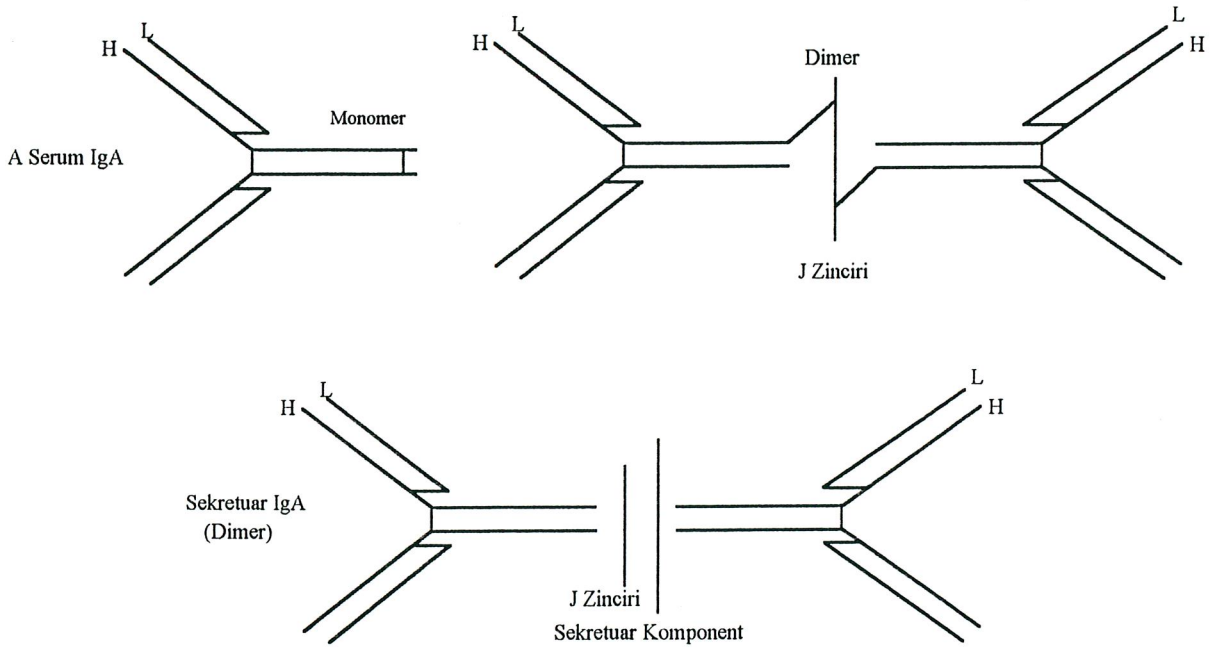 L
H
Monomer
A Serum IgA
H
L
Dimer
J Zinciri
L
H
L
H
Sekretuar IgA
(Dimer)
J Zinciri
Sekretuar Komponent
L
H